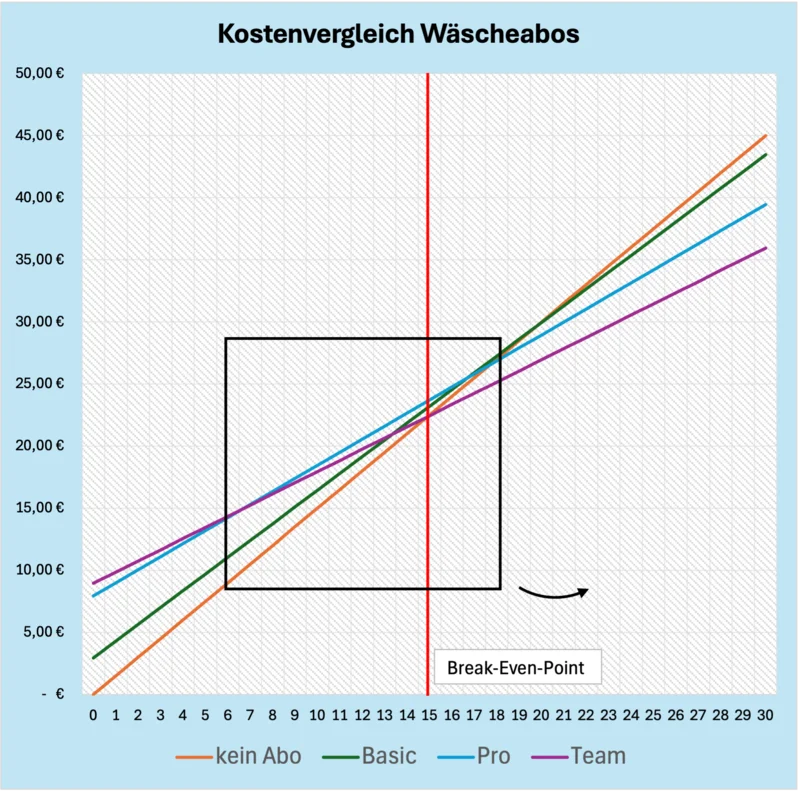 Kostenvergleich Wäscheabos
50,00 €
45,00 €
40,00 €
35,00 €
30,00 €
25,00 €
20,00 €
15,00 €
10,00 €
5,00 €
- €
Break-Even-Point
0 1 2 3 4 5 6 7 8 9 10 11 12 13 14 15 16 17 18 19 20 21 22 23 24 25 26 27 28 29 30
kein Abo Basic Pro Team